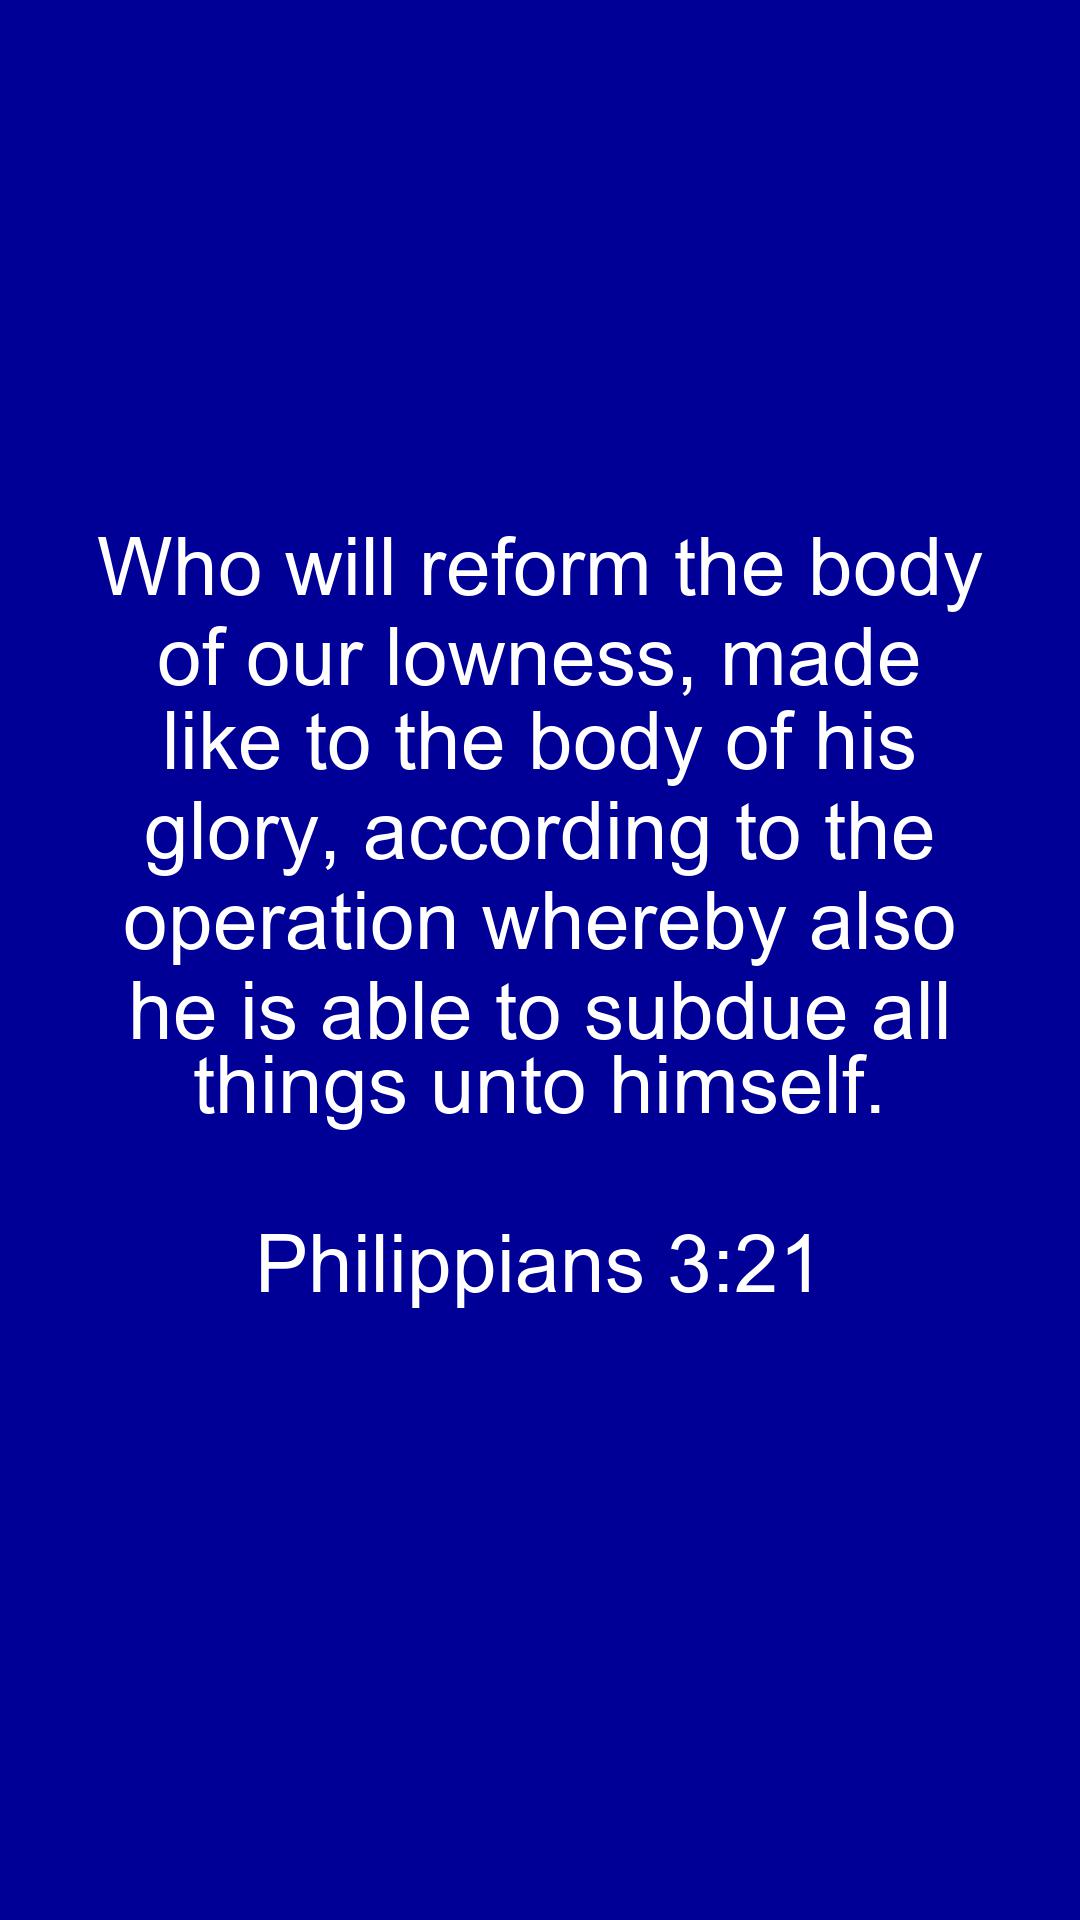 Who will reform the body
of our lowness, made
like to the body of his
glory, according to the
operation whereby also
he is able to subdue all
things unto himself.
Philippians 3:21